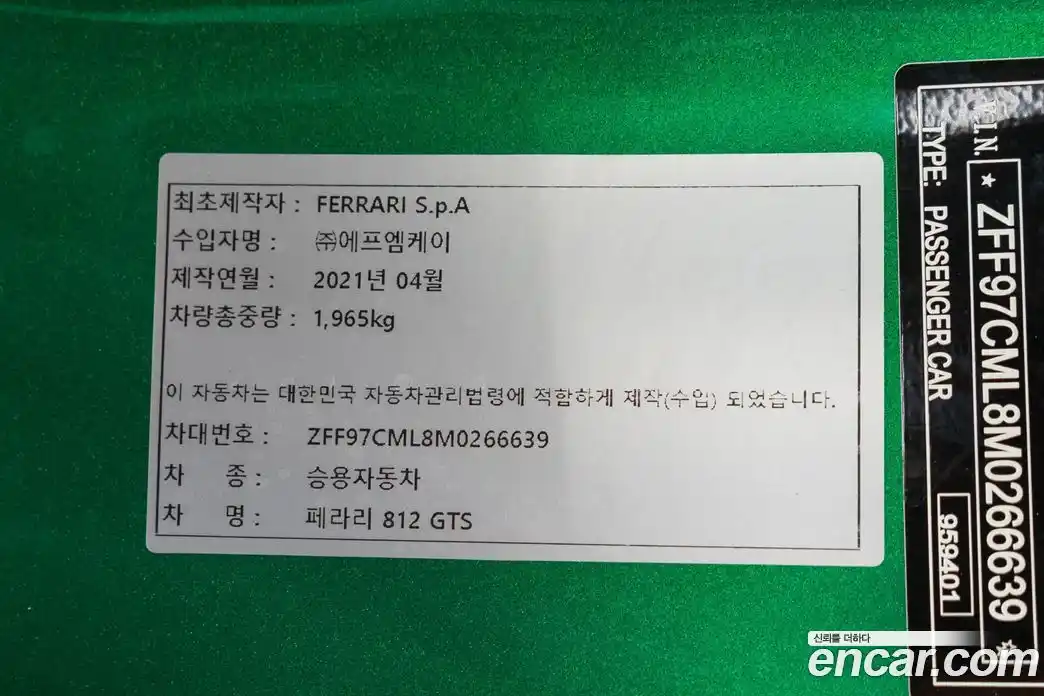 최초제작자 : FERRARI S.p.A
수입자명 : ㈜에프엠케이
제작연월 : 2021년 04월
차량총중량 : 1,965kg
이 자동차는 대한민국 자동차관리법령에 적합하게 제작(수입) 되었습니다.
차대번호 : ZFF97CML8M0266639
차 종 : 승용자동차
차 명 : 페라리 812 GTS
V.I.N.
★ ZFF97CML8M0266639 ★
TYPE: PASSENGER CAR
959401
신뢰를 더하다
encar.com